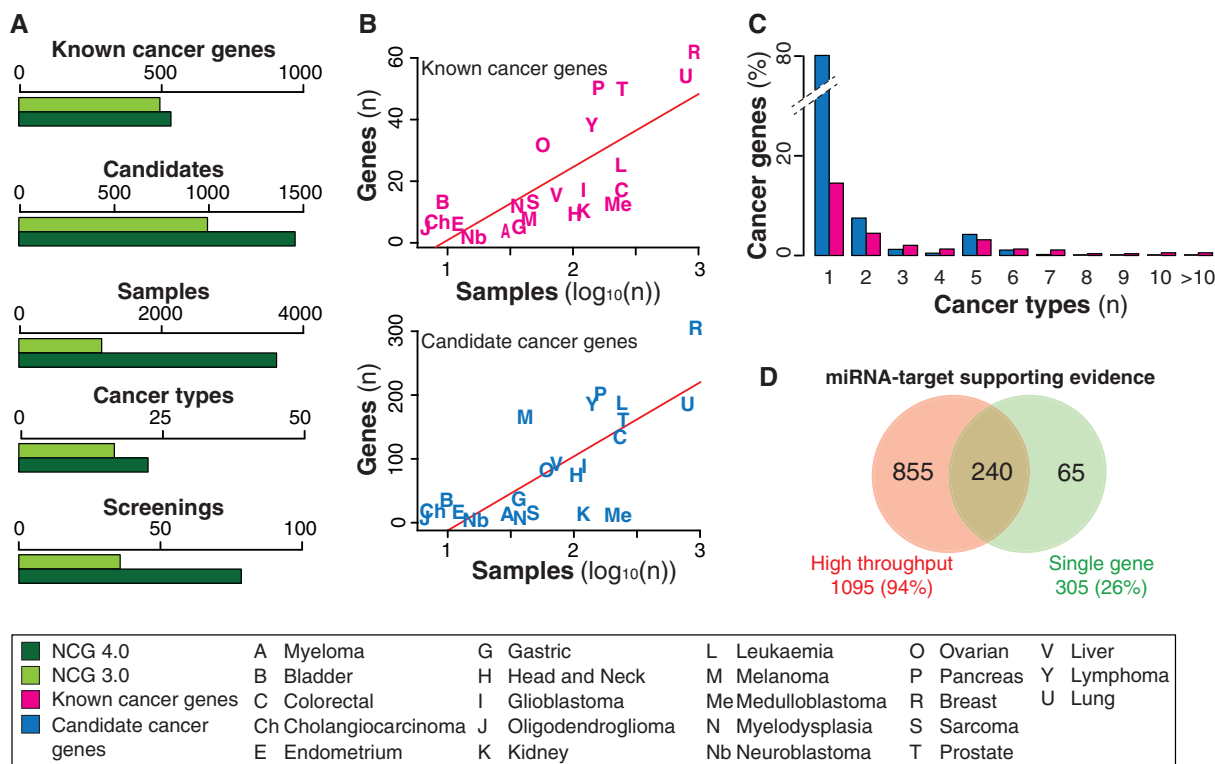 A
Known cancer genes
0 500 1000
Candidates
0 500 1000 1500
Samples
0 2000 4000
Cancer types
0 25 50
Screenings
0 50 100
B
Known cancer genes
Genes (n)
0 20 40 60
R
U
P T
Y
O
L
B S V I C
N H K Me
Ch E M
J Nb A G
1 2 3
Samples (log10(n))
Candidate cancer genes
Genes (n)
0 100 200 300
R
P
Y L U
M T
C
O V I
H
B G
Ch E A S K Me
J Nb N
1 2 3
Samples (log10(n))
C
Cancer genes (%)
80
20
0
1 2 3 4 5 6 7 8 9 10 >10
Cancer types (n)
D
miRNA-target supporting evidence
855 240 65
High throughput
1095 (94%)
Single gene
305 (26%)
NCG 4.0
NCG 3.0
Known cancer genes
Candidate cancer
genes
A Myeloma
B Bladder
C Colorectal
Ch Cholangiocarcinoma
E Endometrium
G Gastric
H Head and Neck
I Glioblastoma
J Oligodendroglioma
K Kidney
L Leukaemia
M Melanoma
Me Medulloblastoma
N Myelodysplasia
Nb Neuroblastoma
O Ovarian
P Pancreas
R Breast
S Sarcoma
T Prostate
V Liver
Y Lymphoma
U Lung